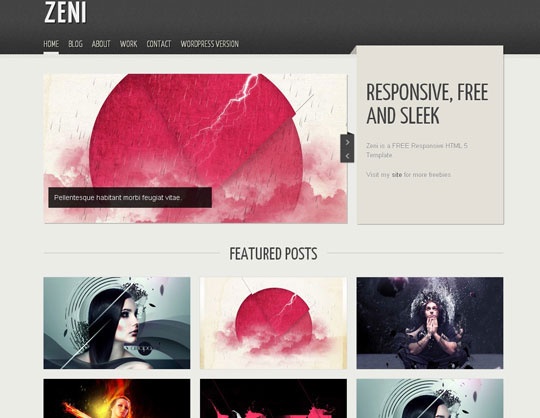 ZENI
HOME BLOG ABOUT WORK CONTACT WORDPRESS VERSION
Pellentesque habitant morbi feugiat vitae.
RESPONSIVE, FREE
AND SLEEK
Zeni is a FREE Responsive HTML 5
Template.
Visit my site for more freebies
FEATURED POSTS